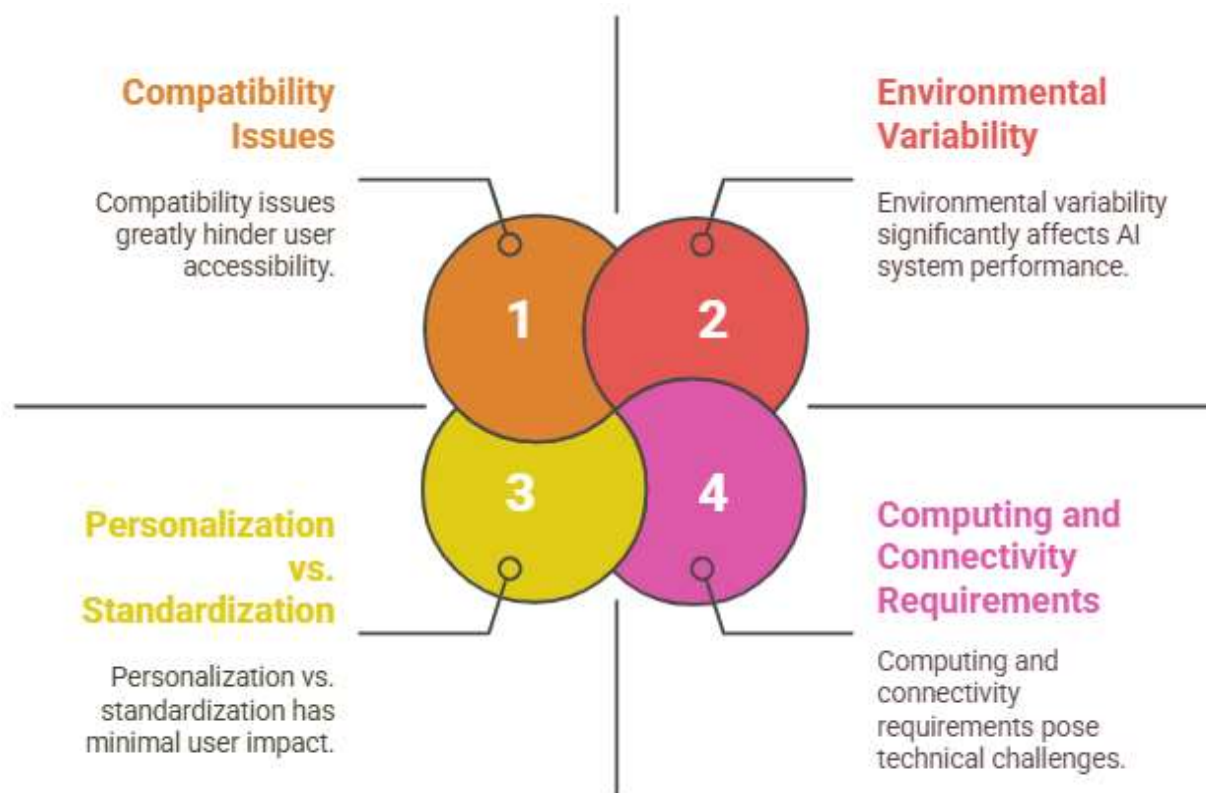 Compatibility
Issues
Compatibility issues
greatly hinder user
accessibility.
Environmental
Variability
Environmental variability
significantly affects AI
system performance.
1
2
3
4
Personalization
vs.
Standardization
Personalization vs.
standardization has
minimal user impact.
Computing and
Connectivity
Requirements
Computing and
connectivity
requirements pose
technical challenges.